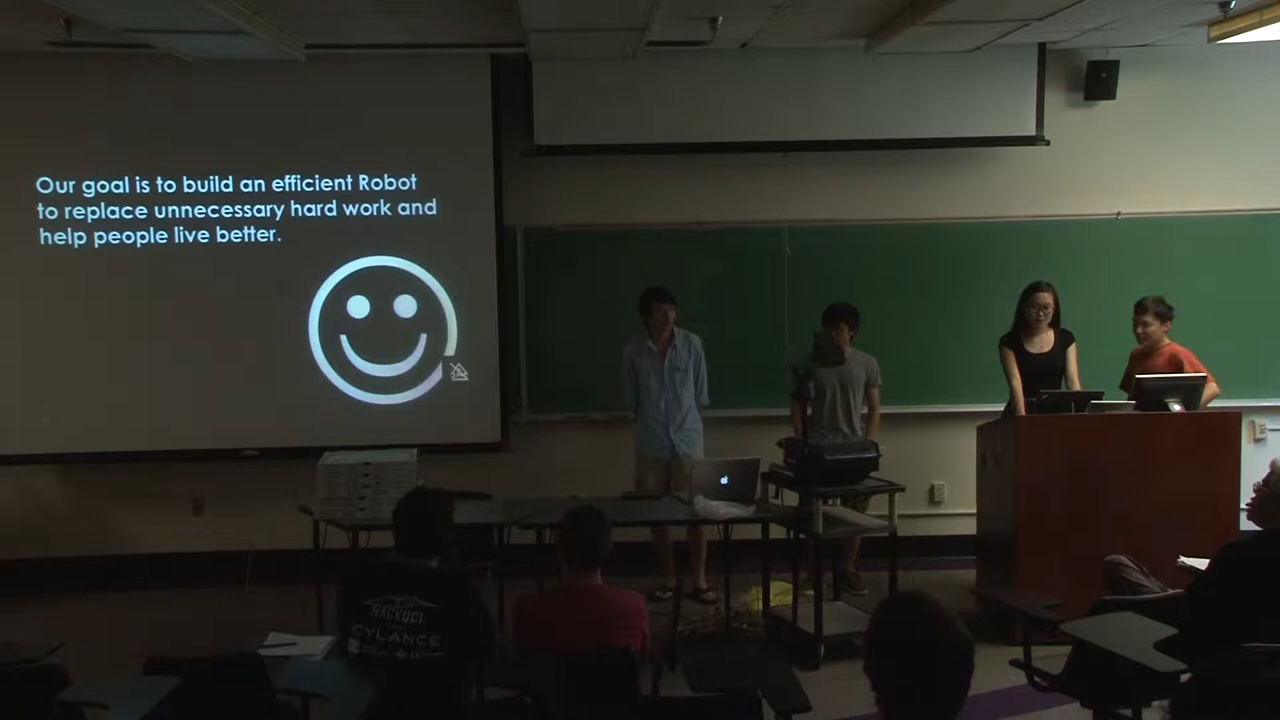 Our goal is to build an efficient Robot
to replace unnecessary hard work and
help people live better.
HACKUCI
CYLANCE